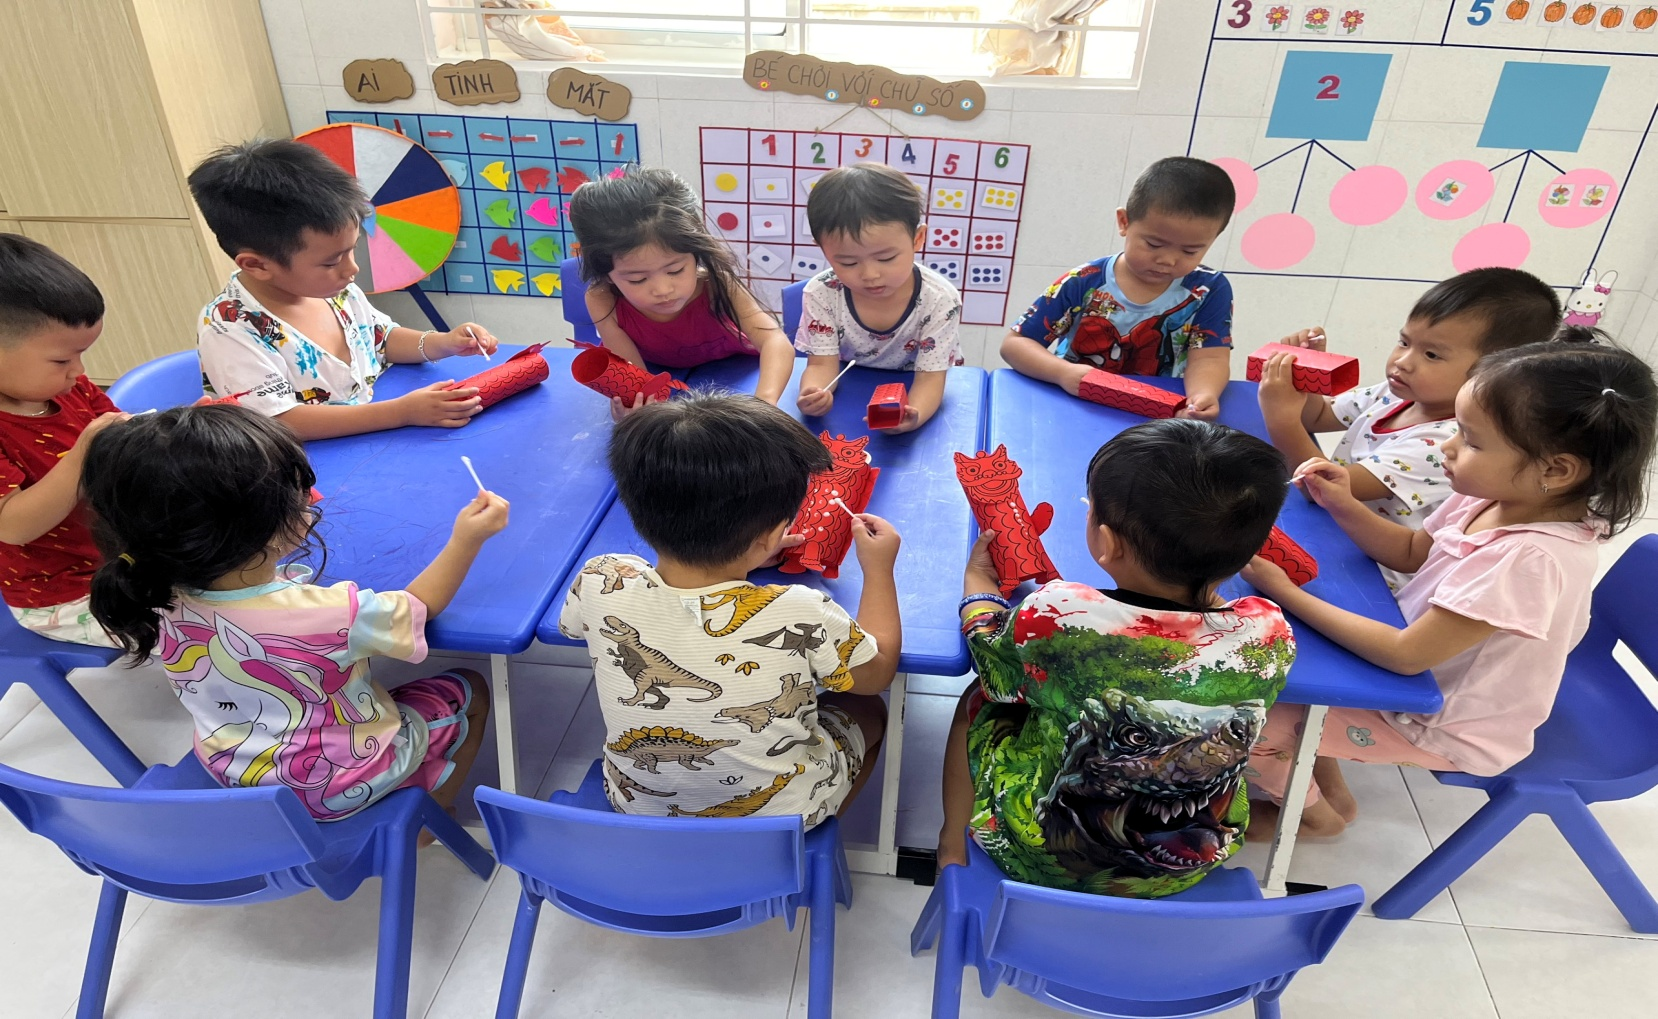 AI TINH MẮT
BÉ CHƠI VỚI CHỮ SỐ
1 2 3 4 5 6
3
5
2